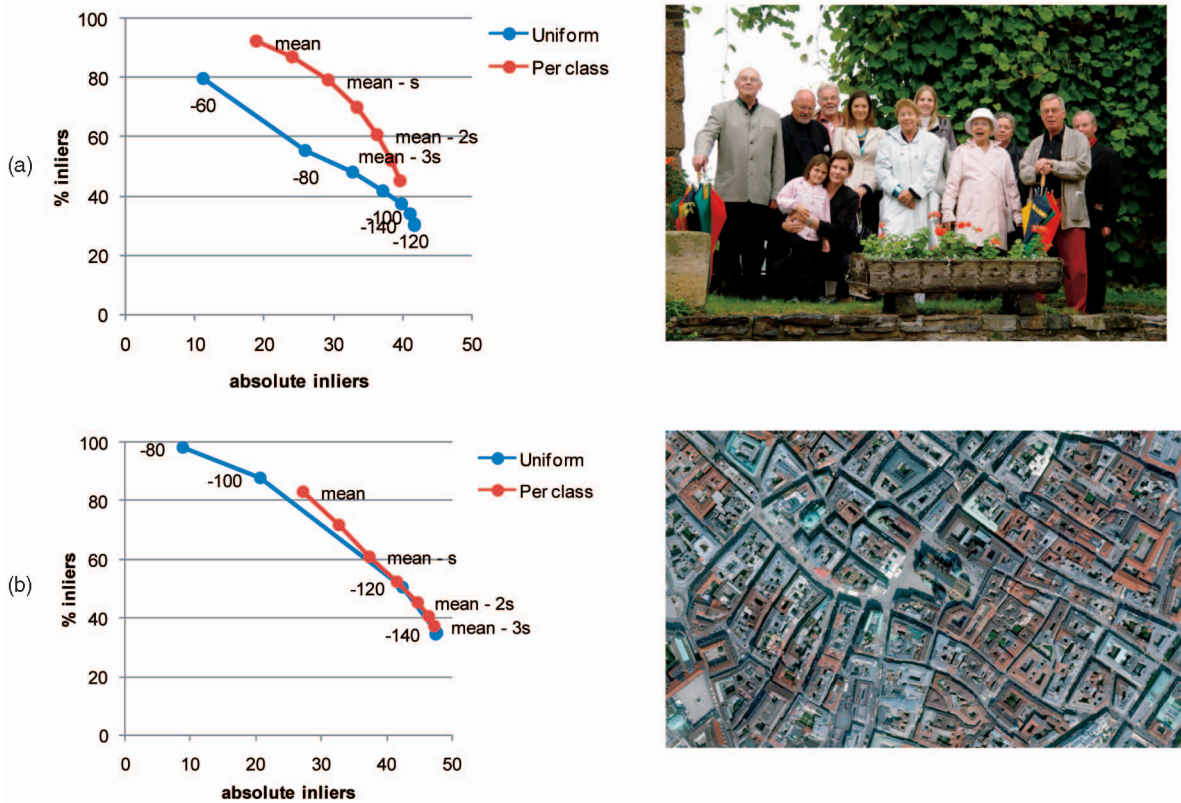 (a)
% inliers
100
80
60
40
20
0
0 10 20 30 40 50
absolute inliers
mean
mean - s
mean - 2s
mean - 3s
-60
-80
-100
-140
-120
Uniform
Per class
(b)
% inliers
100
80
60
40
20
0
0 10 20 30 40 50
absolute inliers
-80
-100
mean
mean - s
-120
mean - 2s
-140
mean - 3s
Uniform
Per class